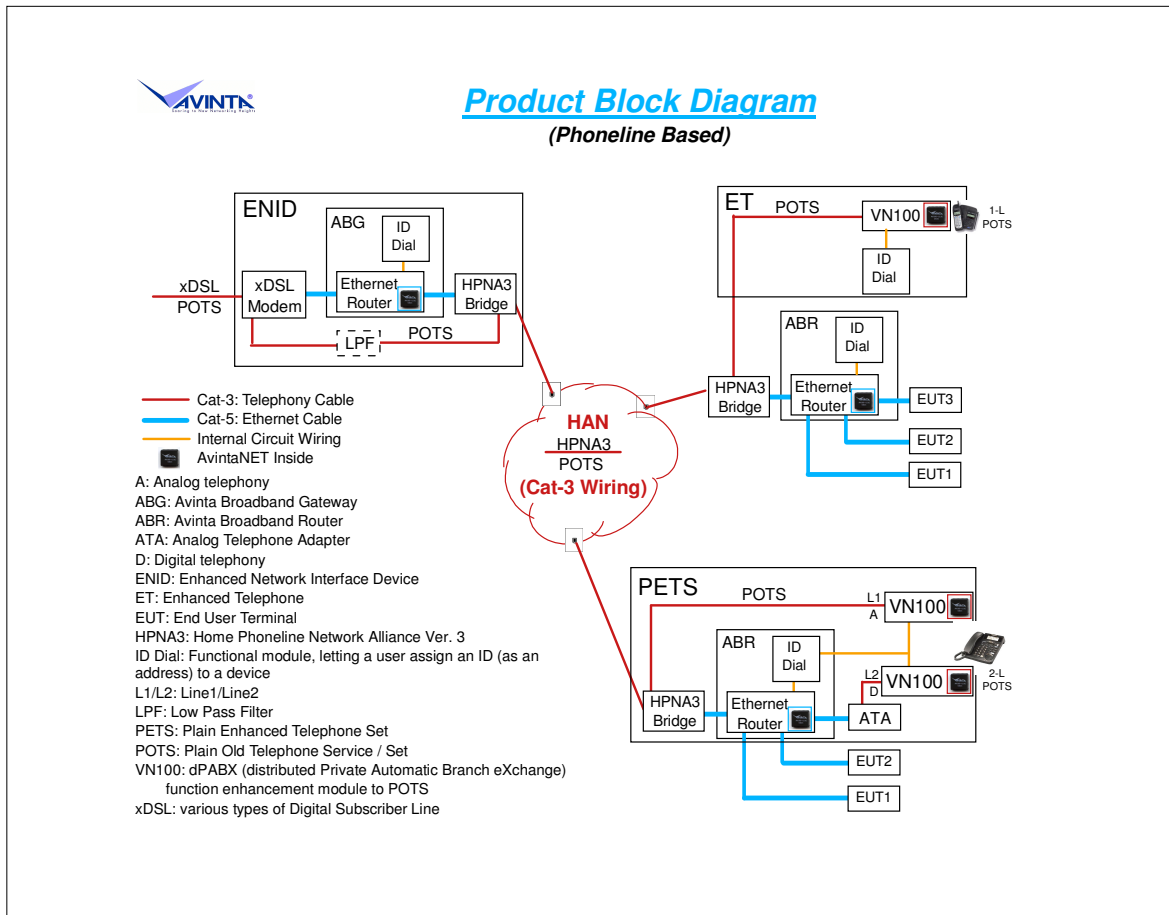 AVINTA®
Product Block Diagram
(Phoneline Based)
ENID
ABG
ID
Dial
xDSL
POTS
xDSL
Modem
Ethernet
Router
HPNA3
Bridge
LPF
POTS
ET
POTS
VN100
1-L
POTS
ID
Dial
ABR
ID
Dial
HPNA3
Bridge
Ethernet
Router
EUT3
EUT2
EUT1
HAN
HPNA3
POTS
(Cat-3 Wiring)
Cat-3: Telephony Cable
Cat-5: Ethernet Cable
Internal Circuit Wiring
AvintaNET Inside
A: Analog telephony
ABG: Avinta Broadband Gateway
ABR: Avinta Broadband Router
ATA: Analog Telephone Adapter
D: Digital telephony
ENID: Enhanced Network Interface Device
ET: Enhanced Telephone
EUT: End User Terminal
HPNA3: Home Phoneline Network Alliance Ver. 3
ID Dial: Functional module, letting a user assign an ID (as an
address) to a device
L1/L2: Line1/Line2
LPF: Low Pass Filter
PETS: Plain Enhanced Telephone Set
POTS: Plain Old Telephone Service / Set
VN100: dPABX (distributed Private Automatic Branch eXchange)
function enhancement module to POTS
xDSL: various types of Digital Subscriber Line
PETS
POTS
L1
A
VN100
ABR
ID
Dial
L2
D
VN100
2-L
POTS
HPNA3
Bridge
Ethernet
Router
ATA
EUT2
EUT1